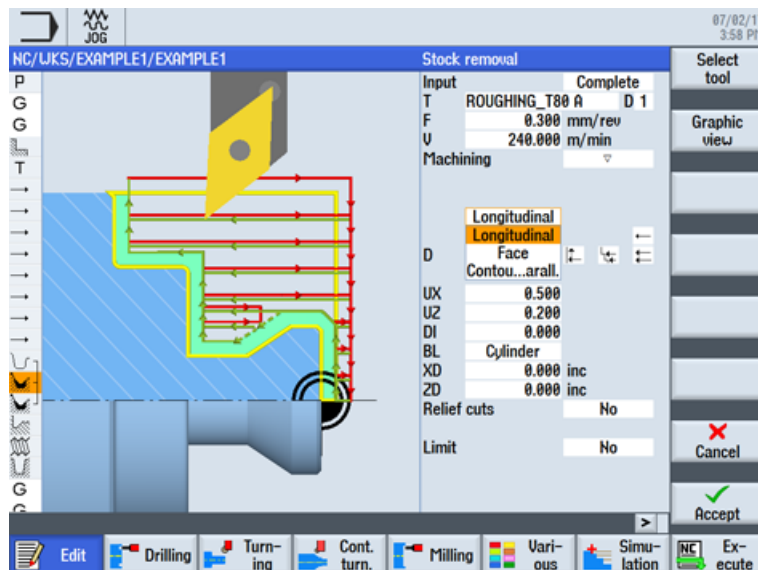 JOG
07/02/1
3:58 PM
NC/WKS/EXAMPLE1/EXAMPLE1
Stock removal
Select tool
P
G
G
T
G
Input Complete
T ROUGHING_T80 A D 1
F 0.300 mm/rev
V 240.000 m/min
Machining ▽
Graphic view
Longitudinal
Longitudinal
D Face
Contou...arall.
UX 0.500
UZ 0.200
DI 0.000
BL Cylinder
XD 0.000 inc
ZD 0.000 inc
Relief cuts No
Limit No
Cancel
Accept
>
Edit
Drilling
Turn-
ing
Cont.
turn.
Milling
Vari-
ous
Simu-
lation
NC Ex-
ecute